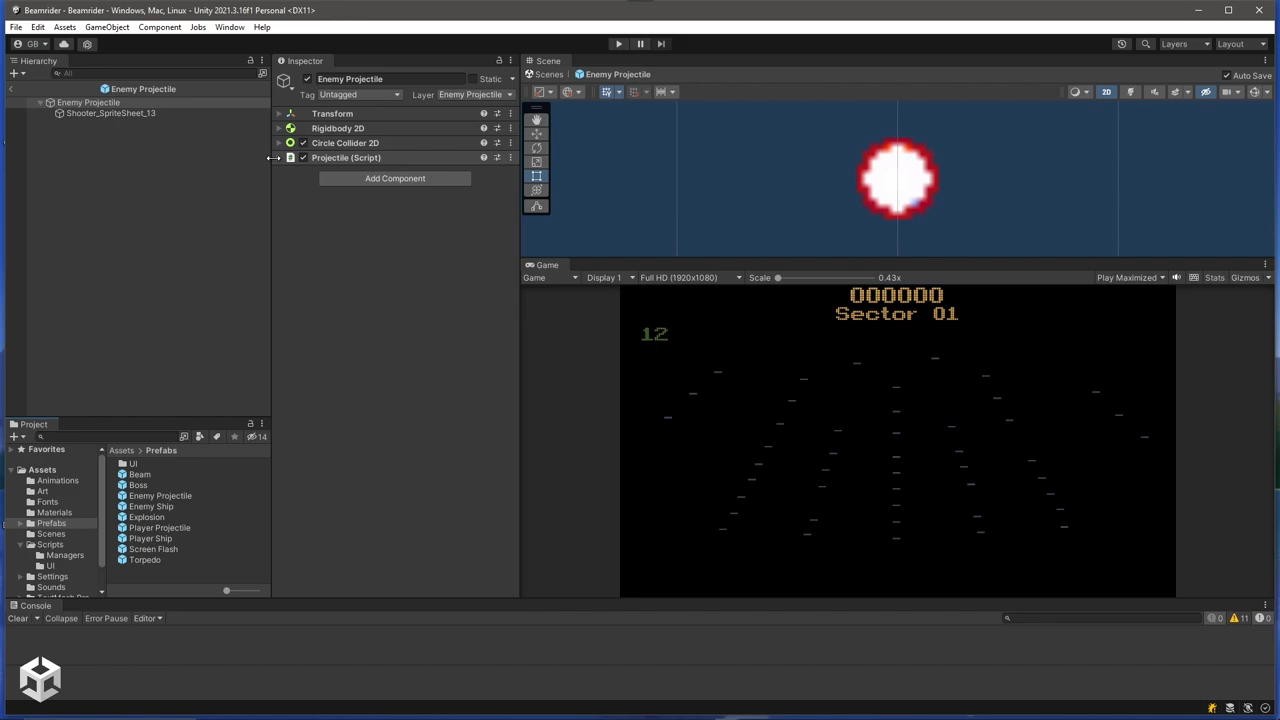 Beamrider - Beamrider - Windows, Mac, Linux - Unity 2021.3.16f1 Personal <DX11>
File Edit Assets GameObject Component Jobs Window Help
GB
Layers Layout
Hierarchy
All
Enemy Projectile
Enemy Projectile
Shooter_SpriteSheet_13
Inspector
Enemy Projectile Static
Tag Untagged Layer Enemy Projectile
Transform
Rigidbody 2D
Circle Collider 2D
Projectile (Script)
Add Component
Scene
Scenes Enemy Projectile Auto Save
2D
Game
Game Display 1 Full HD (1920x1080) Scale 0.43x Play Maximized Stats Gizmos
000000
Sector 01
12
Project
14
Favorites
Assets
Animations
Art
Fonts
Materials
Prefabs
Scenes
Scripts
Managers
UI
Settings
Sounds
Assets > Prefabs
UI
Beam
Boss
Enemy Projectile
Enemy Ship
Explosion
Player Projectile
Player Ship
Screen Flash
Torpedo
Console
Clear Collapse Error Pause Editor
0 11 0